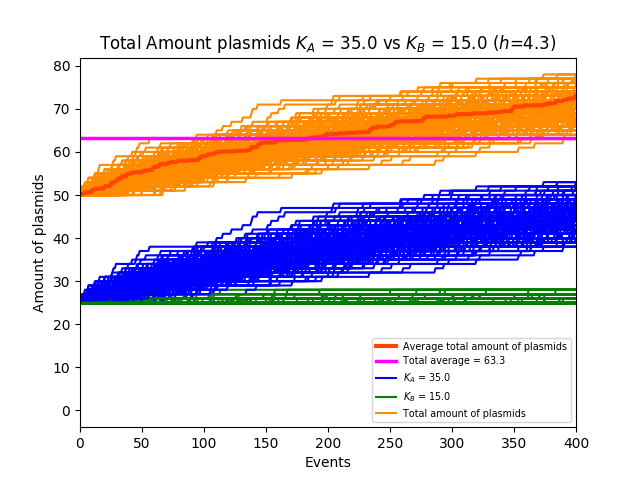 Total Amount plasmids K_A = 35.0 vs K_B = 15.0 (h=4.3)
80
70
60
50
40
30
20
10
0
Amount of plasmids
Average total amount of plasmids
Total average = 63.3
K_A = 35.0
K_B = 15.0
Total amount of plasmids
0 50 100 150 200 250 300 350 400
Events